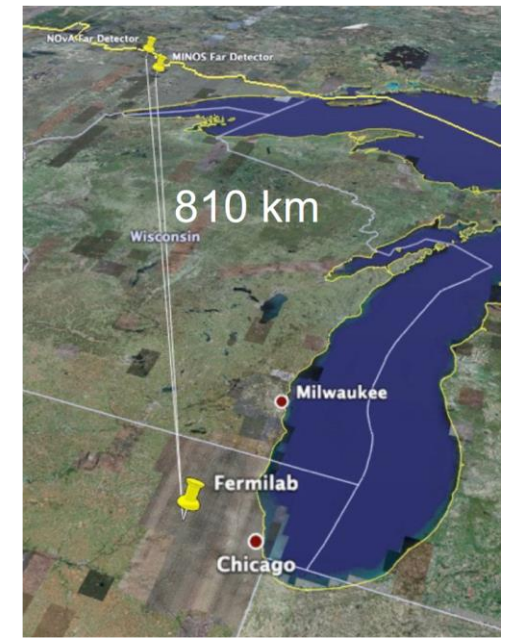 NOvA Far Detector
MINOS Far Detector
810 km
Wisconsin
Milwaukee
Fermilab
Chicago